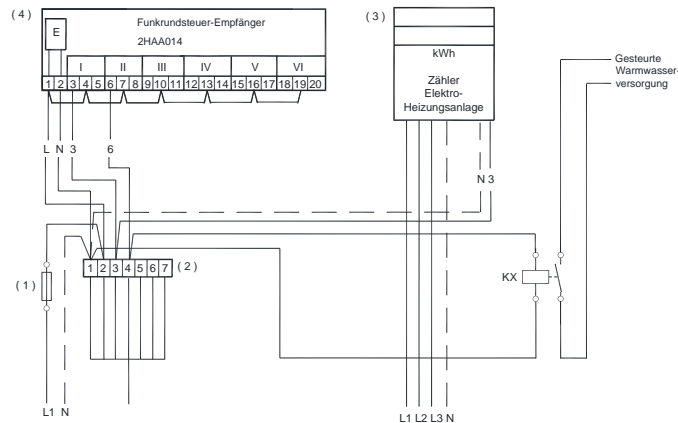 ( 4 )
Funkrundsteuer-Empfänger
2HAA014
E
I II III IV V VI
1 2 3 4 5 6 7 8 9 10 11 12 13 14 15 16 17 18 19 20
( 3 )
kWh
Zähler
Elektro-
Heizungsanlage
Gesteurte
Warmwasser-
versorgung
L N 3 6
N 3
1 2 3 4 5 6 7
( 2 )
( 1 )
KX
L1 N
L1 L2 L3 N